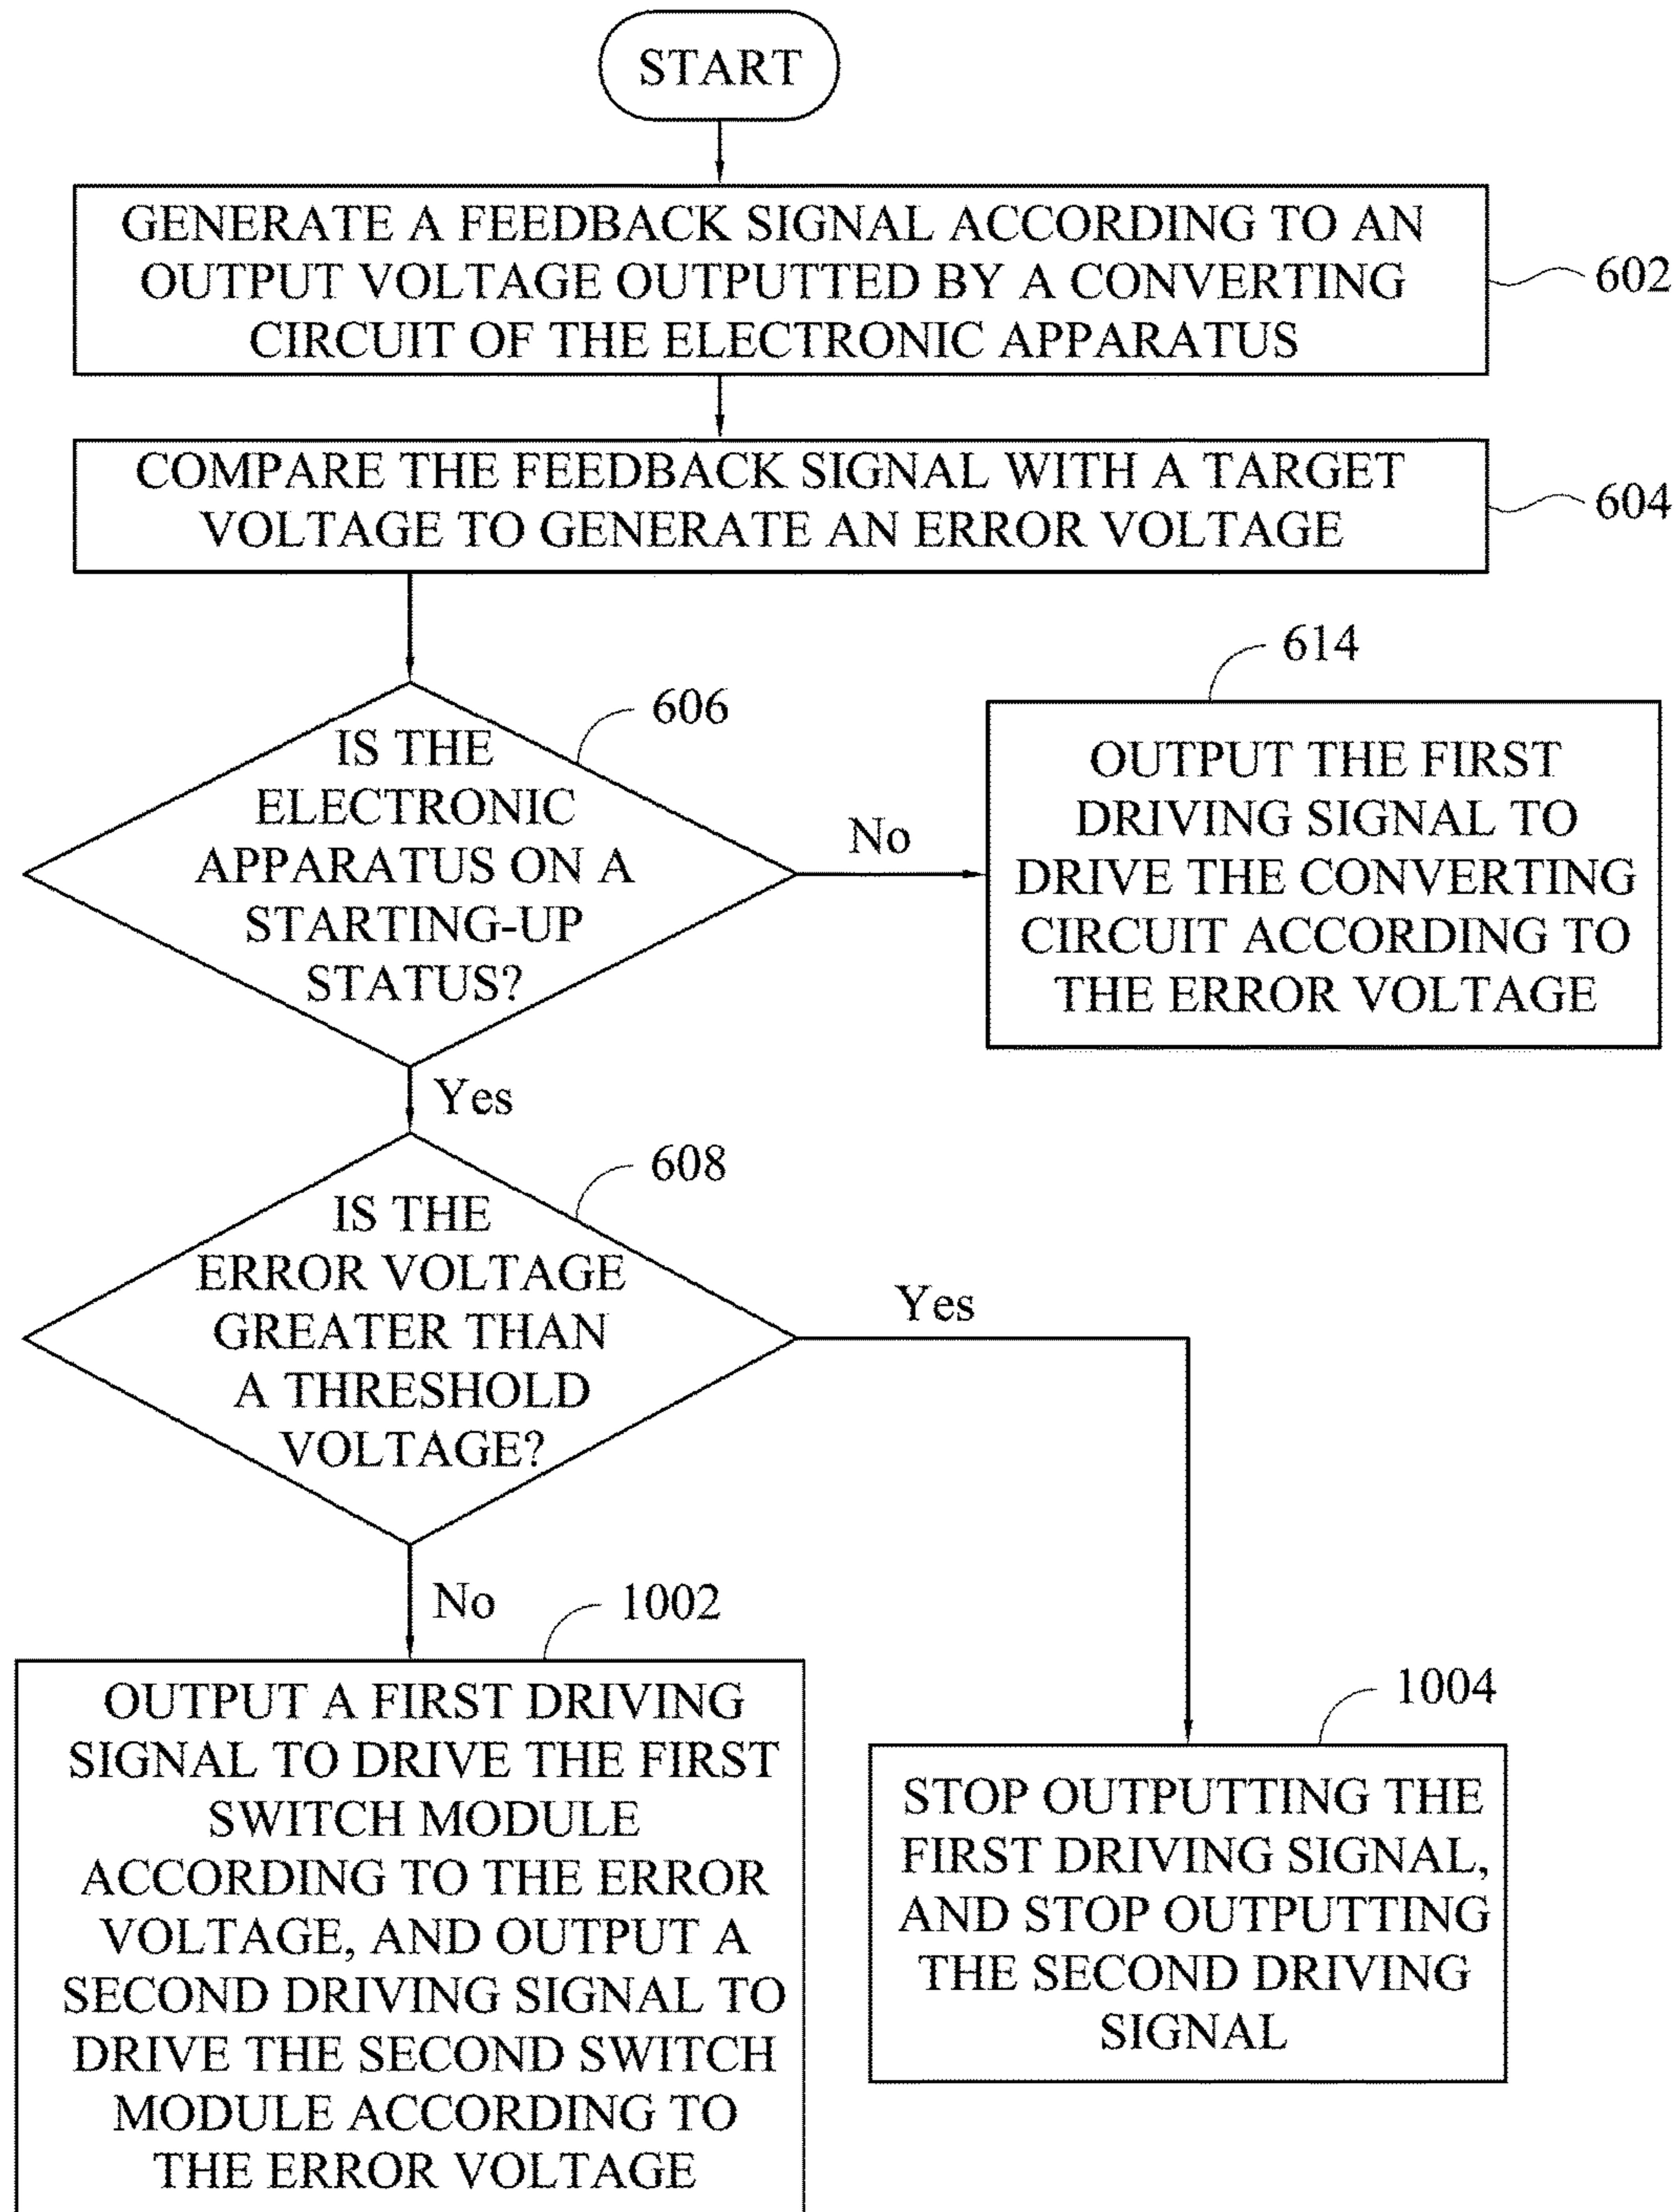 START
GENERATE A FEEDBACK SIGNAL ACCORDING TO AN
OUTPUT VOLTAGE OUTPUTTED BY A CONVERTING
CIRCUIT OF THE ELECTRONIC APPARATUS
602
COMPARE THE FEEDBACK SIGNAL WITH A TARGET
VOLTAGE TO GENERATE AN ERROR VOLTAGE
604
606
IS THE
ELECTRONIC
APPARATUS ON A
STARTING-UP
STATUS?
No
614
OUTPUT THE FIRST
DRIVING SIGNAL TO
DRIVE THE CONVERTING
CIRCUIT ACCORDING TO
THE ERROR VOLTAGE
Yes
608
IS THE
ERROR VOLTAGE
GREATER THAN
A THRESHOLD
VOLTAGE?
Yes
No
1002
OUTPUT A FIRST DRIVING
SIGNAL TO DRIVE THE FIRST
SWITCH MODULE
ACCORDING TO THE ERROR
VOLTAGE, AND OUTPUT A
SECOND DRIVING SIGNAL TO
DRIVE THE SECOND SWITCH
MODULE ACCORDING TO
THE ERROR VOLTAGE
1004
STOP OUTPUTTING THE
FIRST DRIVING SIGNAL,
AND STOP OUTPUTTING
THE SECOND DRIVING
SIGNAL